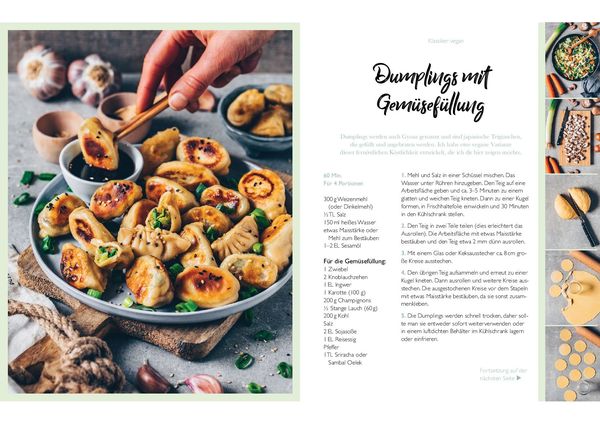 Klassiker vegan
Dumplings mit
Gemüsefüllung
Dumplings werden auch Gyoza genannt und sind japanische Teigtaschen,
die gefüllt und angebraten werden. Ich habe eine vegane Variante
dieser fernöstlichen Köstlichkeit entwickelt, die ich dir hier zeigen möchte.
60 Min.
Für 4 Portionen
300 g Weizenmehl
(oder Dinkelmehl)
½ TL Salz
150 ml heißes Wasser
etwas Maisstärke oder
Mehl zum Bestäuben
1–2 EL Sesamöl
Für die Gemüsefüllung:
1 Zwiebel
2 Knoblauchzehen
1 EL Ingwer
1 Karotte (100 g)
200 g Champignons
½ Stange Lauch (60 g)
200 g Kohl
Salz
2 EL Sojasoße
1 EL Reisessig
Pfeffer
1 TL Sriracha oder
Sambal Oelek
1. Mehl und Salz in einer Schüssel mischen. Das
Wasser unter Rühren hinzugeben. Den Teig auf eine
Arbeitsfläche geben und ca. 3-5 Minuten zu einem
glatten und weichen Teig kneten. Dann zu einer Kugel
formen, in Frischhaltefolie einwickeln und 30 Minuten
in den Kühlschrank stellen.
2. Den Teig in zwei Teile teilen (dies erleichtert das
Ausrollen). Die Arbeitsfläche mit etwas Maisstärke
bestäuben und den Teig etwa 2 mm dünn ausrollen.
3. Mit einem Glas oder Keksausstecher ca. 8 cm gro-
ße Kreise ausstechen.
4. Den übrigen Teig aufsammeln und erneut zu einer
Kugel kneten. Dann ausrollen und weitere Kreise aus-
stechen. Die ausgestochenen Kreise vor dem Stapeln
mit etwas Maisstärke bestäuben, da sie sonst zusam-
menkleben.
5. Die Dumplings werden schnell trocken, daher soll-
te man sie entweder sofort weiterverwenden oder in
einem luftdichten Behälter im Kühlschrank lagern
oder einfrieren.
Fortsetzung auf der
nächsten Seite ▶